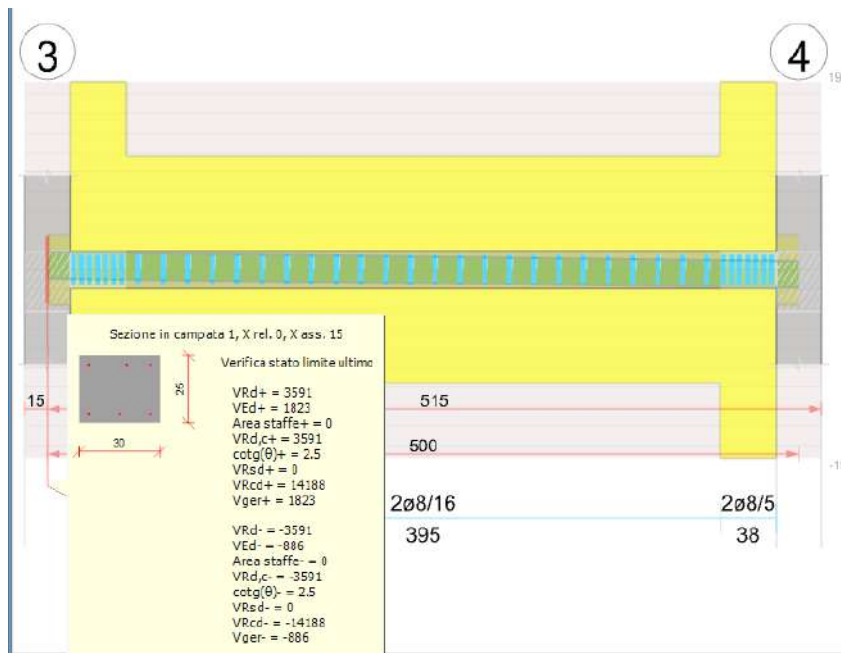 3
4
19
Sezione in campata 1, X rel. 0, X ass. 15
Verifica stato limite ultimo
25
30
VRd+ = 3591
VEd+ = 1823
Area staffe+ = 0
VRd,c+ = 3591
cotg(θ)+ = 2.5
VRsd+ = 0
VRcd+ = 14188
Vger+ = 1823
VRd- = -3591
VEd- = -886
Area staffe- = 0
VRd,c- = -3591
cotg(θ)- = 2.5
VRsd- = 0
VRcd- = -14188
Vger- = -886
15
515
500
2ø8/16
2ø8/5
395
38